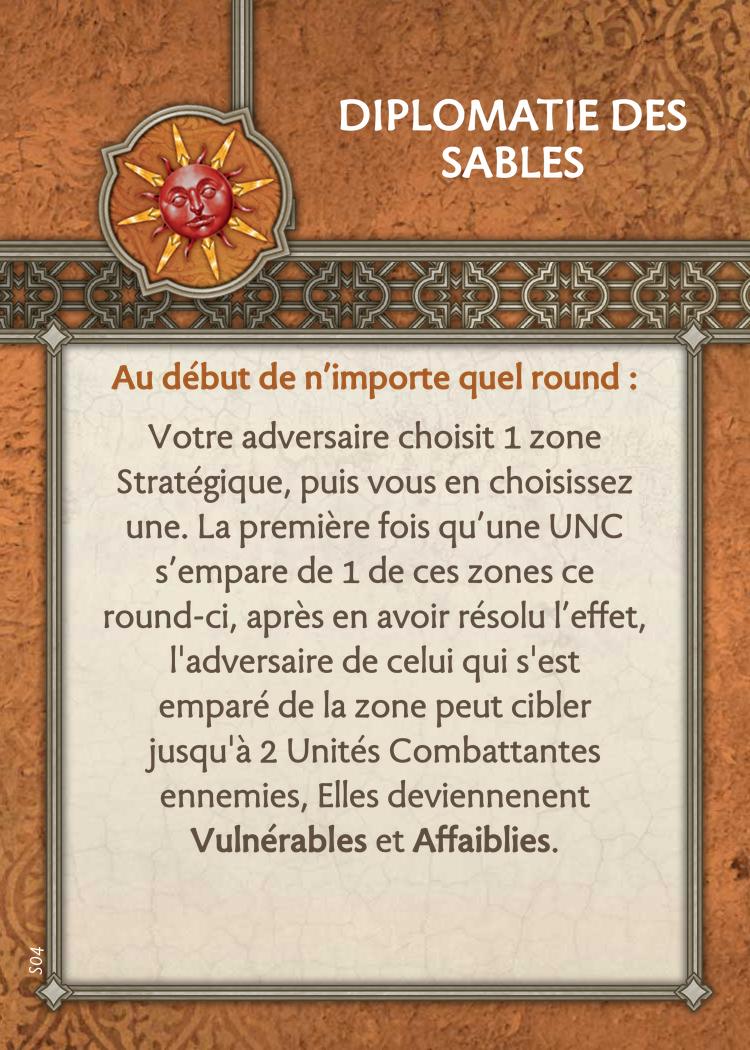 DIPLOMATIE DES
SABLES
Au début de n’importe quel round :
Votre adversaire choisit 1 zone
Stratégique, puis vous en choisissez
une. La première fois qu’une UNC
s’empare de 1 de ces zones ce
round-ci, après en avoir résolu l’effet,
l'adversaire de celui qui s'est
emparé de la zone peut cibler
jusqu'à 2 Unités Combattantes
ennemies, Elles deviennenent
Vulnérables et Affaiblies.
S04